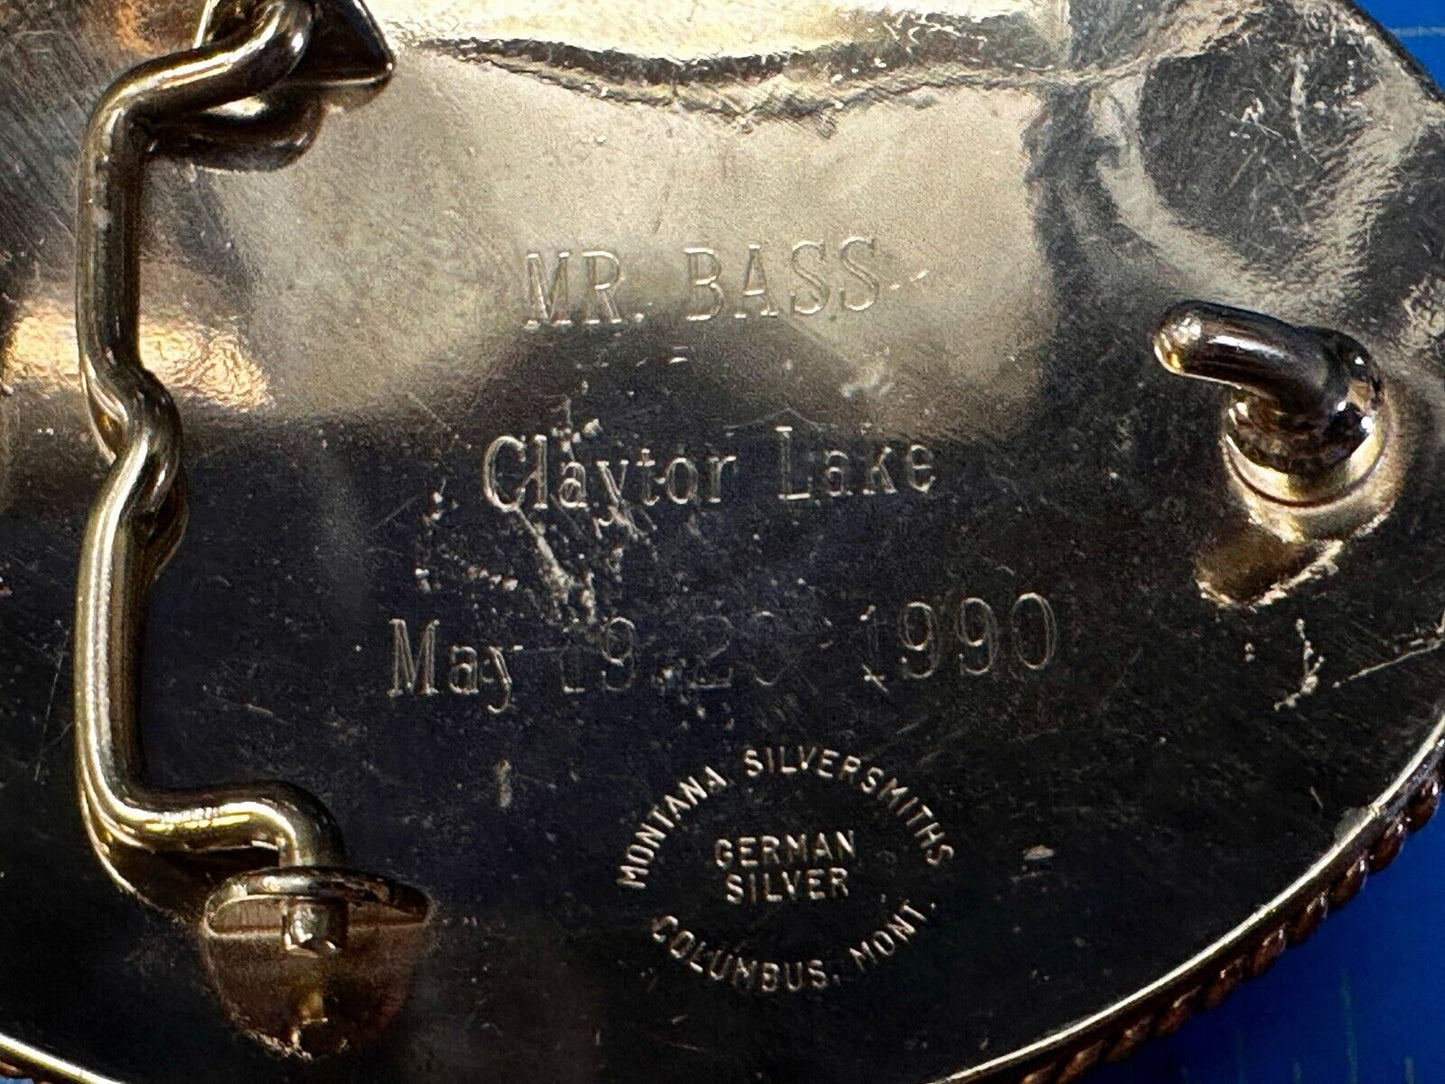 MR. BASS
Claytor Lake
May 19,20 1990
MONTANA SILVERSMITHS
GERMAN
SILVER
COLUMBUS, MONT.